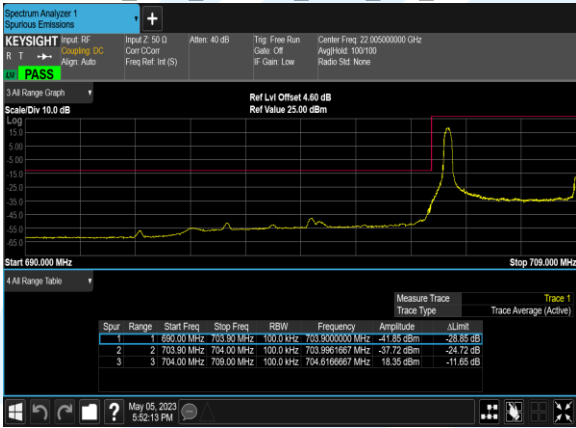 Spectrum Analyzer 1
Spurious Emissions
+
KEYSIGHT Input: RF Input Z: 50 Ω Atten: 40 dB Trig: Free Run Center Freq: 22.005000000 GHz
R T Coupling: DC Corr CCorr Gate: Off Avg|Hold: 100/100
Align: Auto Freq Ref: Int (S) IF Gain: Low Radio Std: None
PASS
3 All Range Graph
Ref Lvl Offset 4.60 dB
Scale/Div 10.0 dB Ref Value 25.00 dBm
Log
15.0
5.00
-5.00
-15.0
-25.0
-35.0
-45.0
-55.0
-65.0
Start 690.000 MHz Stop 709.000 MHz
4 All Range Table
Measure Trace Trace 1
Trace Type Trace Average (Active)
Spur Range Start Freq Stop Freq RBW Frequency Amplitude ΔLimit
1 1 690.00 MHz 703.90 MHz 100.0 kHz 703.9000000 MHz -41.85 dBm -28.85 dB
2 2 703.90 MHz 704.00 MHz 100.0 kHz 703.9961667 MHz -37.72 dBm -24.72 dB
3 3 704.00 MHz 709.00 MHz 100.0 kHz 704.6166667 MHz 18.35 dBm -11.65 dB
? May 05, 2023
5:52:13 PM